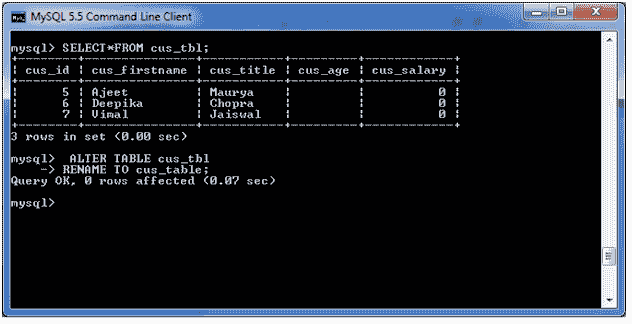 MySQL 5.5 Command Line Client
mysql> SELECT*FROM cus_tbl;
+--------+---------------+-----------+---------+------------+
| cus_id | cus_firstname | cus_title | cus_age | cus_salary |
+--------+---------------+-----------+---------+------------+
| 5 | Ajeet | Maurya | | 0 |
| 6 | Deepika | Chopra | | 0 |
| 7 | Vimal | Jaiswal | | 0 |
+--------+---------------+-----------+---------+------------+
3 rows in set (0.00 sec)
mysql> ALTER TABLE cus_tbl
-> RENAME TO cus_table;
Query OK, 0 rows affected (0.07 sec)
mysql>